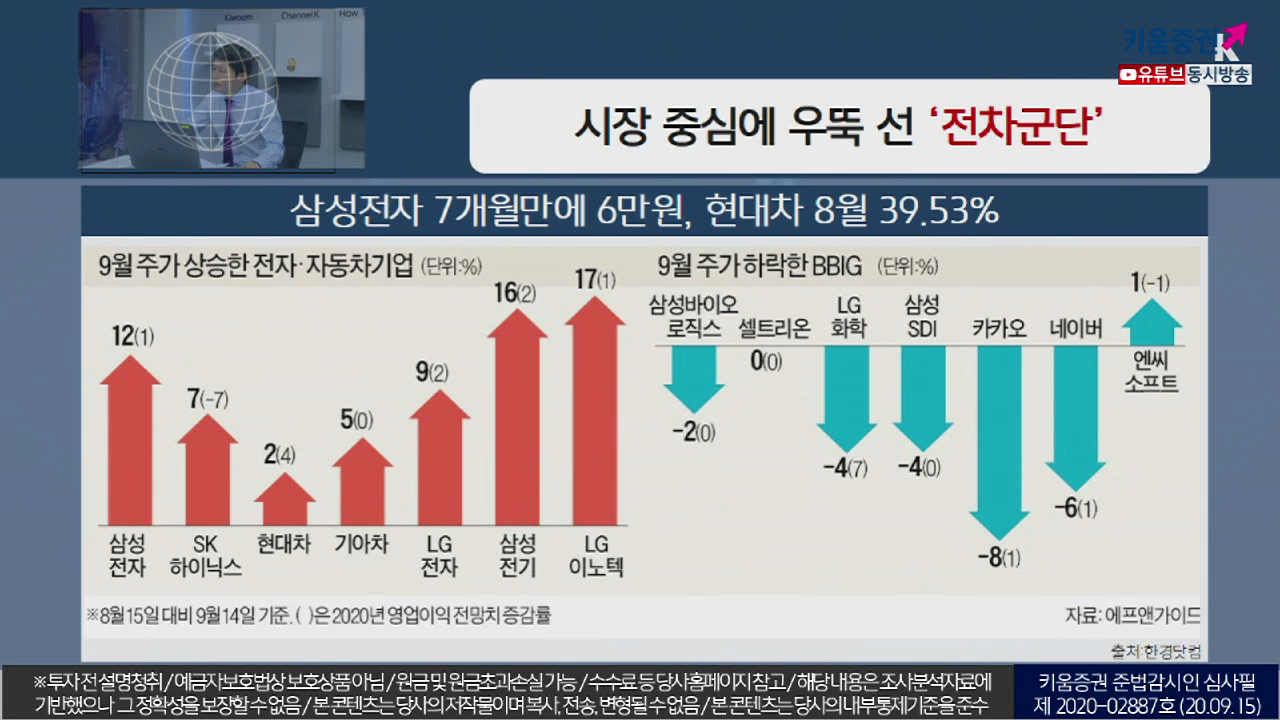 Kiwoom
Channel K
How
키움증권
K
유튜브 동시방송
시장 중심에 우뚝 선 ‘전차군단’
삼성전자 7개월만에 6만원, 현대차 8월 39.53%
9월 주가 상승한 전자·자동차기업 (단위:%)
12(1)
7(-7)
2(4)
5(0)
9(2)
16(2)
17(1)
삼성
전자
SK
하이닉스
현대차
기아차
LG
전자
삼성
전기
LG
이노텍
9월 주가 하락한 BBIG (단위:%)
삼성바이오
로직스
셀트리온
LG
화학
삼성
SDI
카카오
네이버
엔씨
소프트
-2(0)
0(0)
-4(7)
-4(0)
-8(1)
-6(1)
1(-1)
※8월15일 대비 9월14일 기준. ( )은 2020년 영업이익 전망치 증감률
자료: 에프앤가이드
출처:한경닷컴
※ 투자 전 설명청취 / 예금자보호법상 보호상품 아님 / 원금 및 원금초과손실 가능 / 수수료 등 당사홈페이지 참고 / 해당 내용은 조사분석자료에
기반했으나 그 정확성을 보장할 수 없음 / 본 콘텐츠는 당사의 저작물이며 복사, 전송, 변형될 수 없음 / 본 콘텐츠는 당사의 내부통제기준을 준수
키움증권 준법감시인 심사필
제 2020-02887호 (20.09.15)